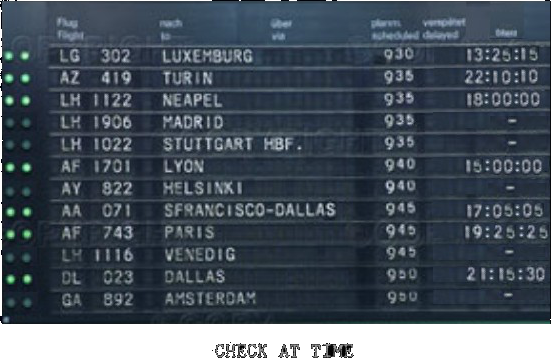 Flug nach über planm. verspätet
Flight to via scheduled delayed
LG 302 LUXEMBURG 930 13:25:15
AZ 419 TURIN 935 22:10:10
LH 1122 NEAPEL 935 18:00:00
LH 1906 MADRID 935 -
LH 1022 STUTTGART HBF. 935 -
AF 1701 LYON 940 15:00:00
AY 822 HELSINKI 940 -
AA 071 SFRANCISCO-DALLAS 945 17:05:05
AF 743 PARIS 945 19:25:25
LH 1116 VENEDIG 945 -
DL 023 DALLAS 950 21:15:30
GA 892 AMSTERDAM 950 -
CHECK AT TIME